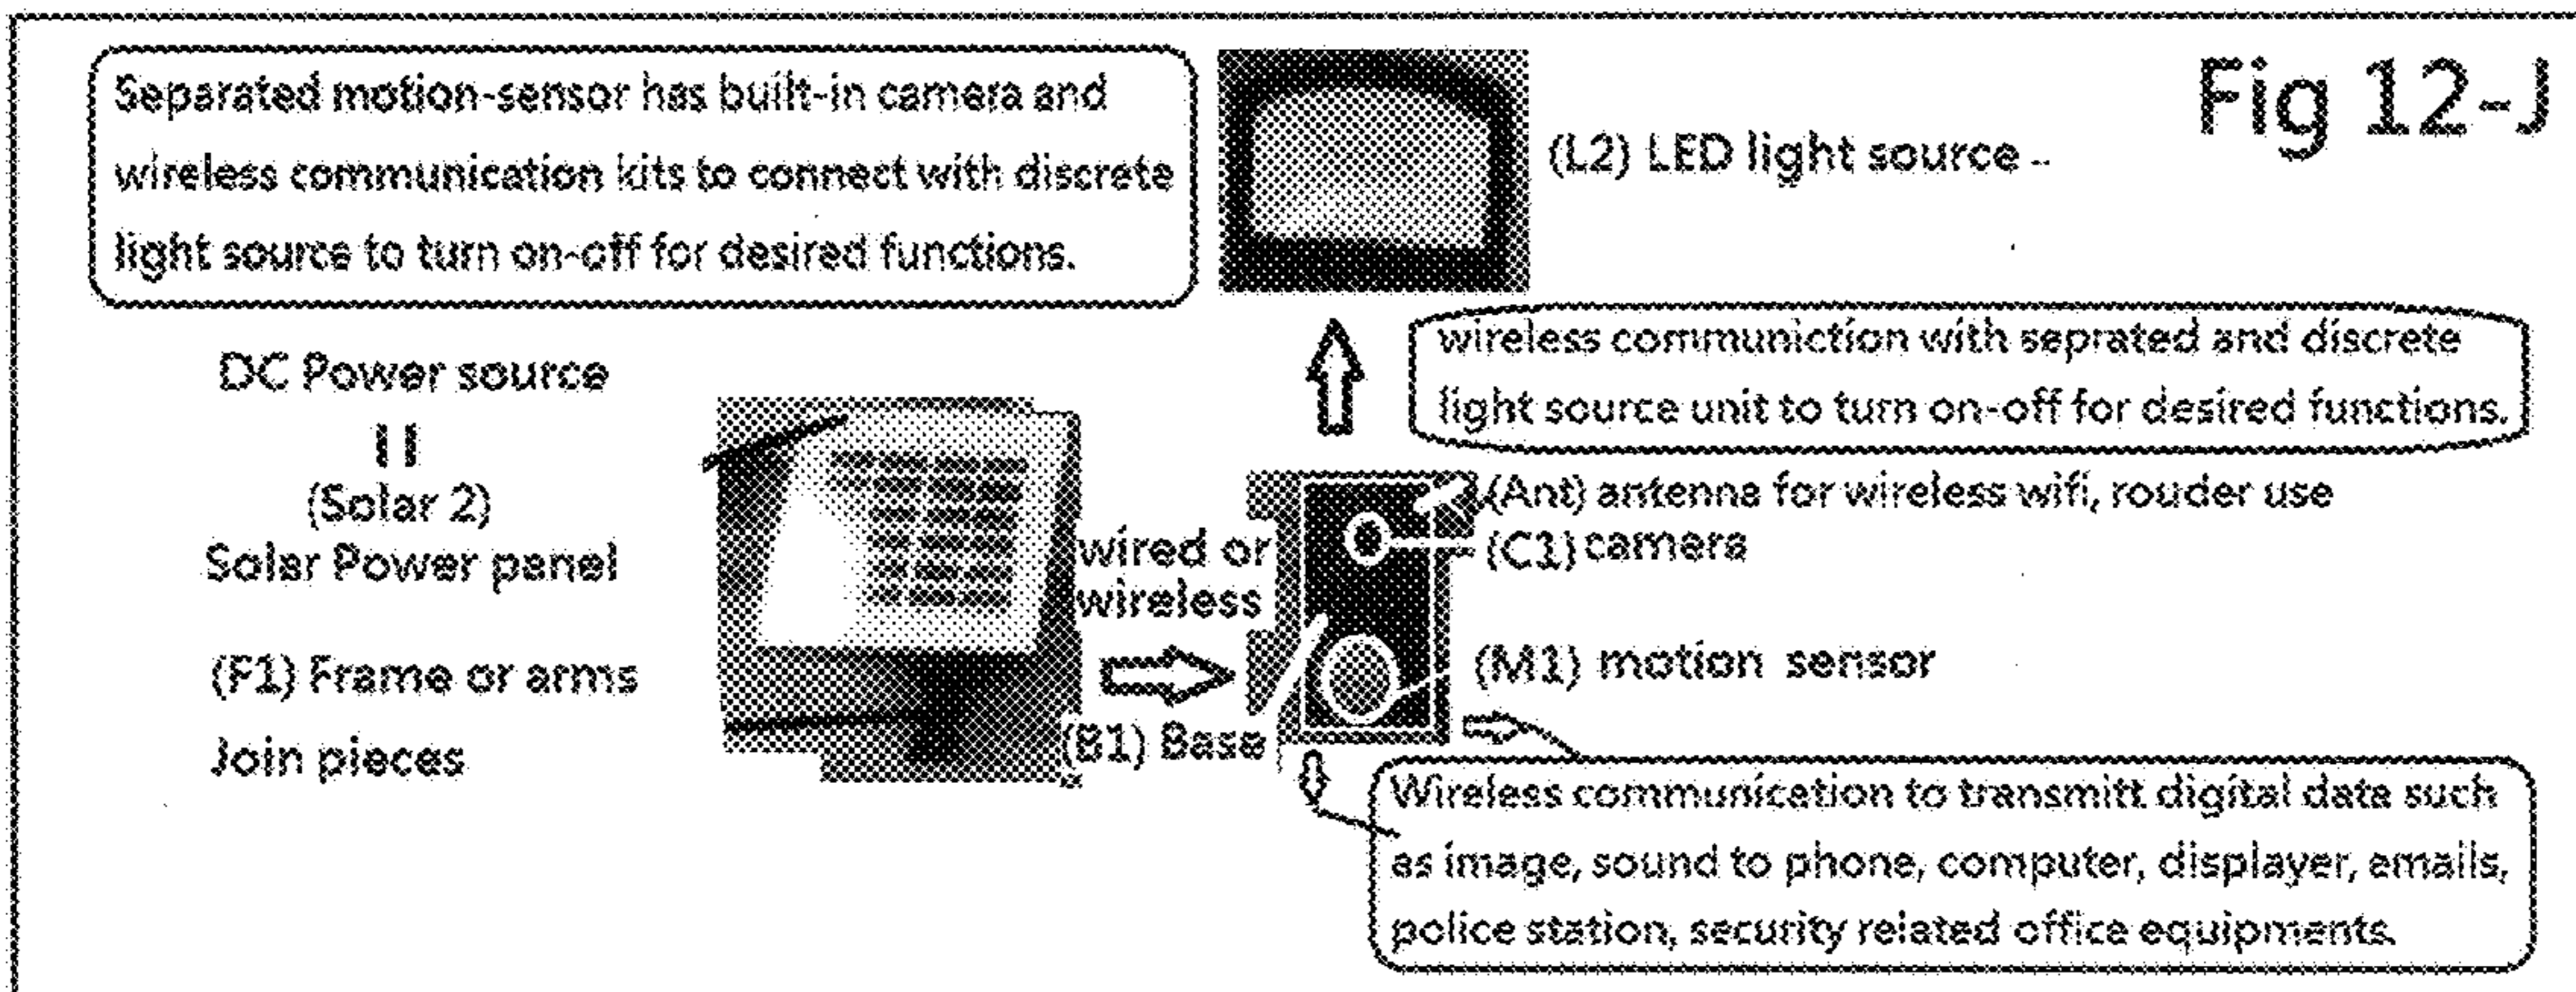 Fig 12-J
Separated motion-sensor has built-in camera and
wireless communication kits to connect with discrete
light source to turn on-off for desired functions.
(L2) LED light source
wireless communiction with seprated and discrete
light source unit to turn on-off for desired functions.
DC Power source
(Solar 2)
Solar Power panel
(F1) Frame or arms
Join pieces
wired or
wireless
(B1) Base
(Ant) antenna for wireless wifi, rouder use
(C1) camera
(M1) motion sensor
Wireless communication to transmitt digital data such
as image, sound to phone, computer, displayer, emails,
police station, security related office equipments.